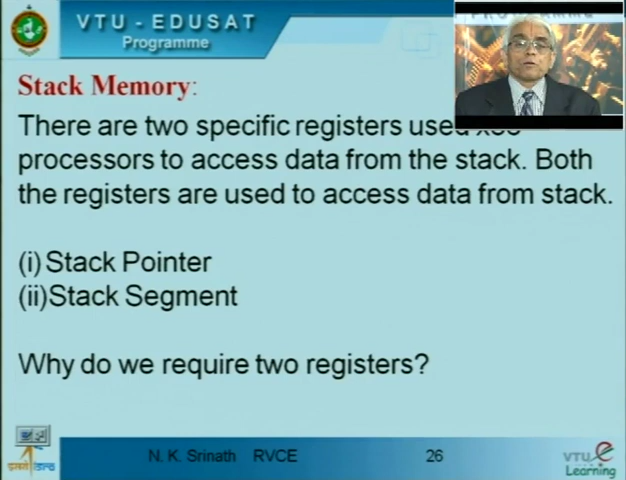 VTU - EDUSAT
Programme
Stack Memory:
There are two specific registers used x86
processors to access data from the stack. Both
the registers are used to access data from stack.
(i) Stack Pointer
(ii)Stack Segment
Why do we require two registers?
N. K. Srinath RVCE 26
VTU e
Learning